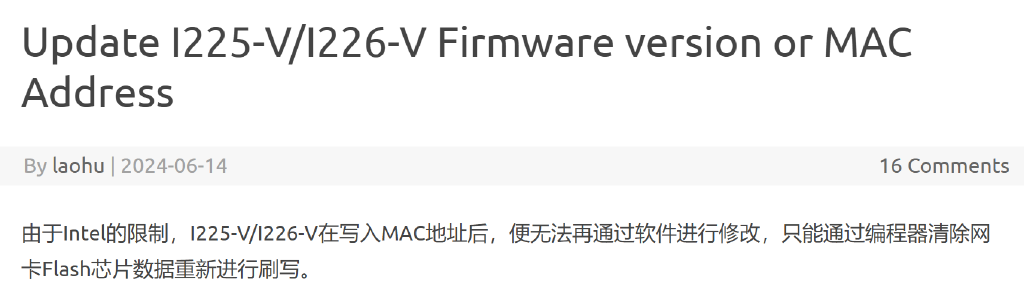 Update I225-V/I226-V Firmware version or MAC
Address
By laohu | 2024-06-14
16 Comments
由于Intel的限制，I225-V/I226-V在写入MAC地址后，便无法再通过软件进行修改，只能通过编程器清除网
卡Flash芯片数据重新进行刷写。